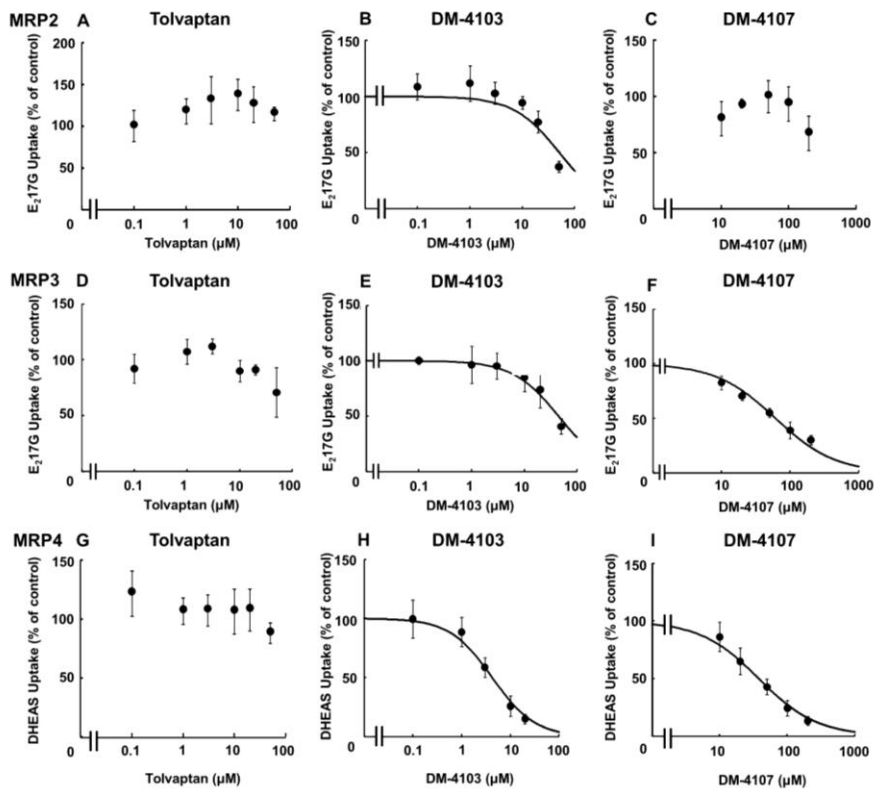 MRP2 A Tolvaptan
E₂17G Uptake (% of control)
200
150
100
50
0
0.1 1 10 100
Tolvaptan (µM)
B DM-4103
E₂17G Uptake (% of control)
150
100
50
0
0.1 1 10 100
DM-4103 (µM)
C DM-4107
E₂17G Uptake (% of control)
150
100
50
0
10 100 1000
DM-4107 (µM)
MRP3 D Tolvaptan
E₂17G Uptake (% of control)
150
100
50
0
0.1 1 10 100
Tolvaptan (µM)
E DM-4103
E₂17G Uptake (% of control)
150
100
50
0
0.1 1 10 100
DM-4103 (µM)
F DM-4107
E₂17G Uptake (% of control)
150
100
50
0
10 100 1000
DM-4107 (µM)
MRP4 G Tolvaptan
DHEAS Uptake (% of control)
150
100
50
0
0.1 1 10 100
Tolvaptan (µM)
H DM-4103
DHEAS Uptake (% of control)
150
100
50
0
0.1 1 10 100
DM-4103 (µM)
I DM-4107
DHEAS Uptake (% of control)
150
100
50
0
10 100 1000
DM-4107 (µM)